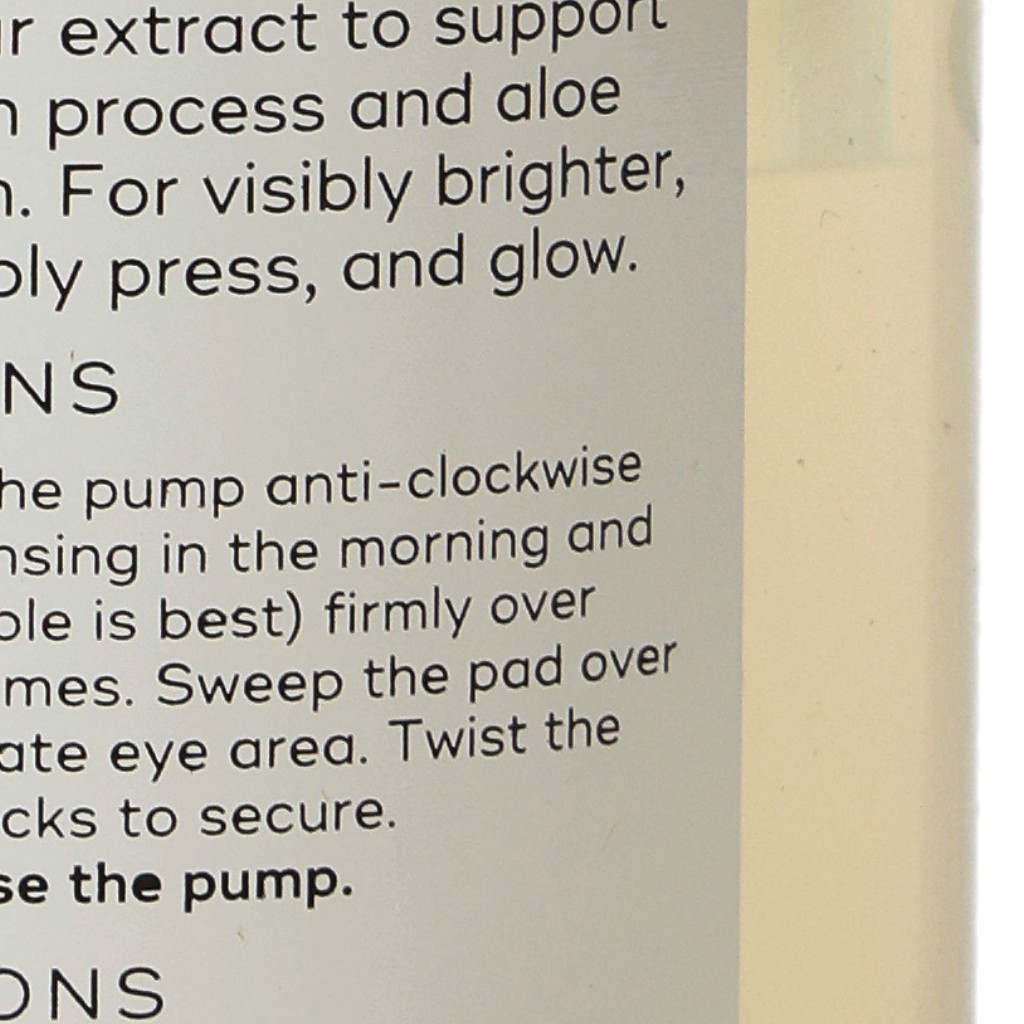 r extract to support
process and aloe
. For visibly brighter,
ply press, and glow.
NS
he pump anti-clockwise
nsing in the morning and
ple is best) firmly over
mes. Sweep the pad over
ate eye area. Twist the
cks to secure.
se the pump.
ONS